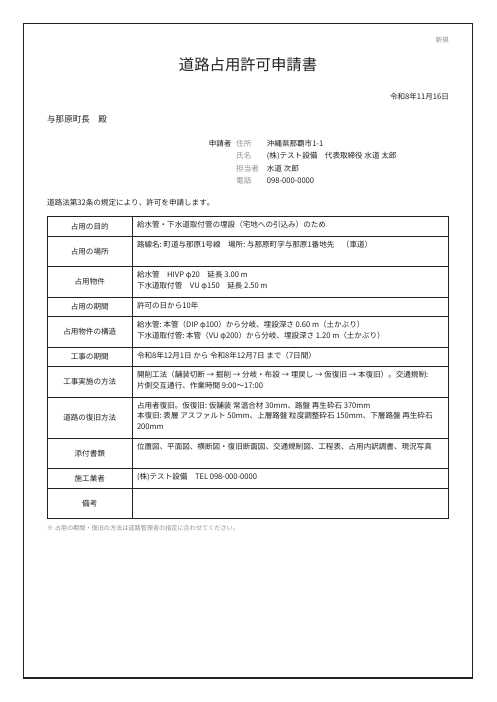 新規
道路占用許可申請書
令和8年11月16日
与那原町長　殿
申請者 住所 沖縄県那覇市1-1
氏名 (株)テスト設備　代表取締役 水道 太郎
担当者 水道 次郎
電話 098-000-0000
道路法第32条の規定により、許可を申請します。
占用の目的 給水管・下水道取付管の埋設（宅地への引込み）のため
占用の場所 路線名: 町道与那原1号線　場所: 与那原町字与那原1番地先　（車道）
占用物件 給水管　HIVP φ20　延長 3.00 m
下水道取付管　VU φ150　延長 2.50 m
占用の期間 許可の日から10年
占用物件の構造 給水管: 本管（DIP φ100）から分岐、埋設深さ 0.60 m（土かぶり）
下水道取付管: 本管（VU φ200）から分岐、埋設深さ 1.20 m（土かぶり）
工事の期間 令和8年12月1日 から 令和8年12月7日 まで（7日間）
工事実施の方法 開削工法（舗装切断 → 掘削 → 分岐・布設 → 埋戻し → 仮復旧 → 本復旧）。交通規制:
片側交互通行、作業時間 9:00〜17:00
道路の復旧方法 占用者復旧。仮復旧: 仮舗装 常温合材 30mm、路盤 再生砕石 370mm
本復旧: 表層 アスファルト 50mm、上層路盤 粒度調整砕石 150mm、下層路盤 再生砕石
200mm
添付書類 位置図、平面図、横断図・復旧断面図、交通規制図、工程表、占用内訳調書、現況写真
施工業者 (株)テスト設備　TEL 098-000-0000
備考
※ 占用の期間・復旧の方法は道路管理者の指定に合わせてください。